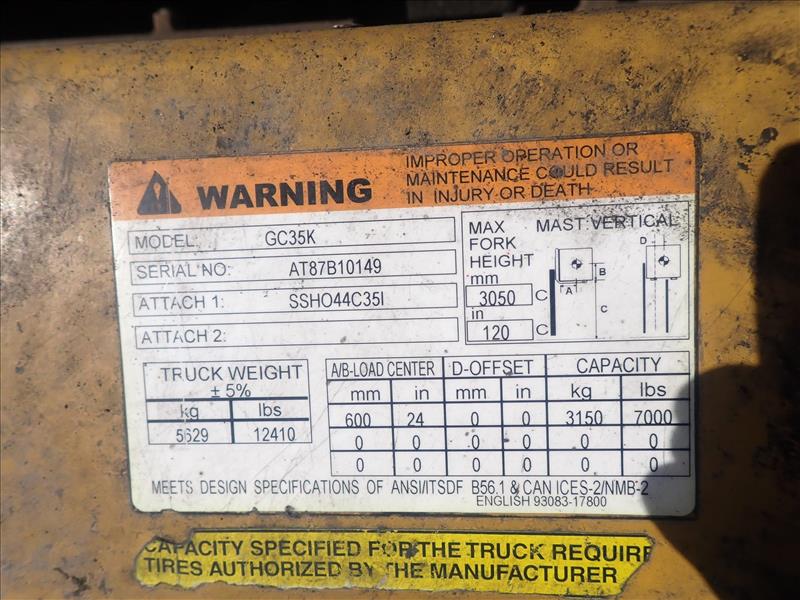 WARNING
IMPROPER OPERATION OR
MAINTENANCE COULD RESULT
IN INJURY OR DEATH
MODEL: GC35K
SERIAL NO: AT87B10149
ATTACH 1: SSHO44C35I
ATTACH 2:
MAX FORK HEIGHT
MAST VERTICAL
mm
3050 C
in
120 C
A
B
C
D
TRUCK WEIGHT
± 5%
kg lbs
5629 12410
A/B-LOAD CENTER D-OFFSET CAPACITY
mm in mm in kg lbs
600 24 0 0 3150 7000
0 0 0 0 0 0
0 0 0 0 0 0
MEETS DESIGN SPECIFICATIONS OF ANSI/ITSDF B56.1 & CAN ICES-2/NMB-2
ENGLISH 93083-17800
CAPACITY SPECIFIED FOR THE TRUCK REQUIRE
TIRES AUTHORIZED BY THE MANUFACTURER